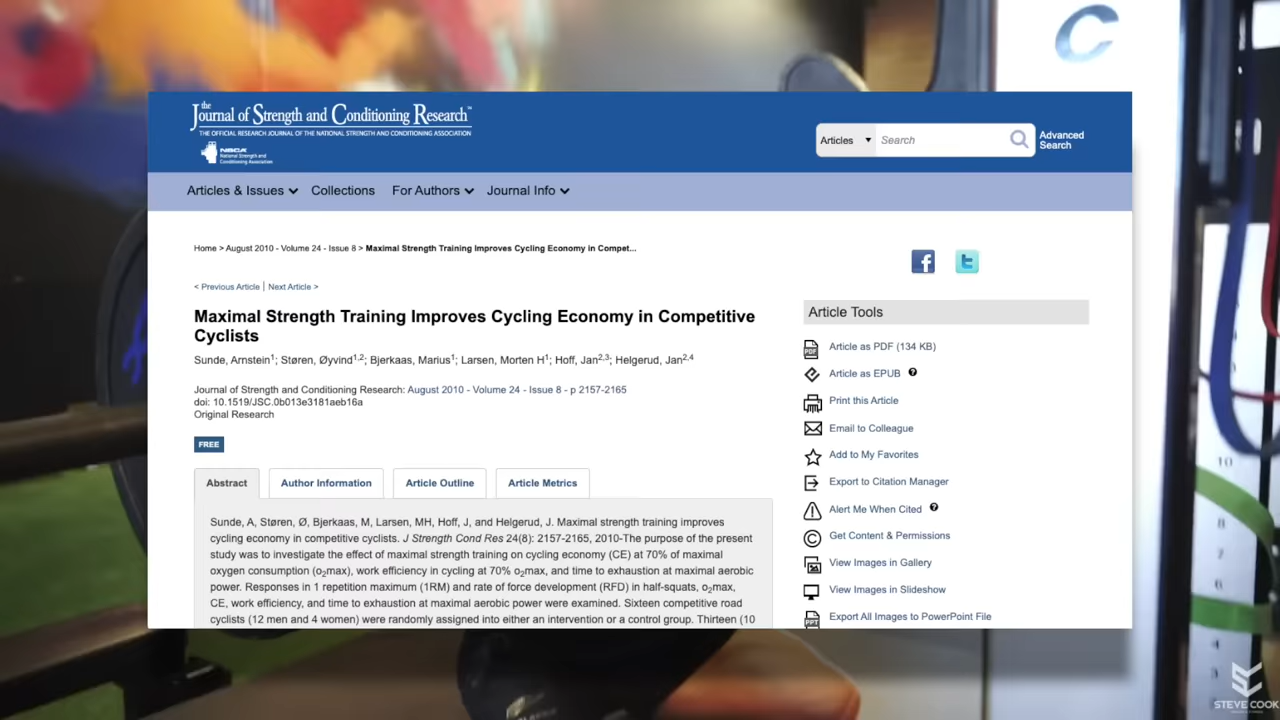 the
Journal of Strength and Conditioning Research™
THE OFFICIAL RESEARCH JOURNAL OF THE NATIONAL STRENGTH AND CONDITIONING ASSOCIATION
NSCA
National Strength and
Conditioning Association
Articles
Search
Advanced
Search
Articles & Issues Collections For Authors Journal Info
Home > August 2010 - Volume 24 - Issue 8 > Maximal Strength Training Improves Cycling Economy in Compet...
< Previous Article | Next Article >
Maximal Strength Training Improves Cycling Economy in Competitive
Cyclists
Sunde, Arnstein1; Støren, Øyvind1,2; Bjerkaas, Marius1; Larsen, Morten H1; Hoff, Jan2,3; Helgerud, Jan2,4
Journal of Strength and Conditioning Research: August 2010 - Volume 24 - Issue 8 - p 2157-2165
doi: 10.1519/JSC.0b013e3181aeb16a
Original Research
FREE
Abstract Author Information Article Outline Article Metrics
Sunde, A, Støren, Ø, Bjerkaas, M, Larsen, MH, Hoff, J, and Helgerud, J. Maximal strength training improves
cycling economy in competitive cyclists. J Strength Cond Res 24(8): 2157-2165, 2010-The purpose of the present
study was to investigate the effect of maximal strength training on cycling economy (CE) at 70% of maximal
oxygen consumption (o2max), work efficiency in cycling at 70% o2max, and time to exhaustion at maximal aerobic
power. Responses in 1 repetition maximum (1RM) and rate of force development (RFD) in half-squats, o2max,
CE, work efficiency, and time to exhaustion at maximal aerobic power were examined. Sixteen competitive road
cyclists (12 men and 4 women) were randomly assigned into either an intervention or a control group. Thirteen (10
Article Tools
PDF
Article as PDF (134 KB)
Article as EPUB ?
Print this Article
Email to Colleague
Add to My Favorites
Export to Citation Manager
Alert Me When Cited ?
Get Content & Permissions
View Images in Gallery
View Images in Slideshow
PPT
Export All Images to PowerPoint File
10
8
4
STEVE COOK